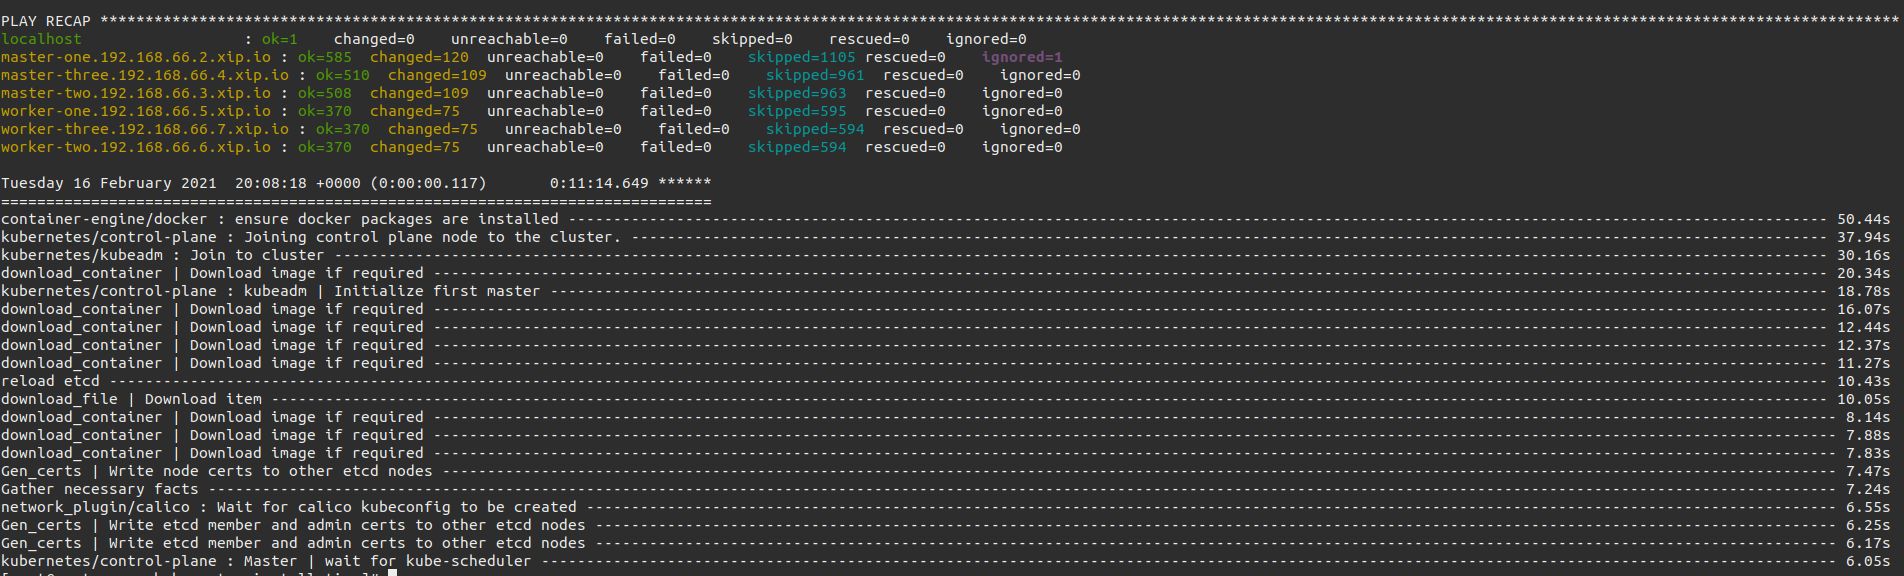 PLAY RECAP ****************************************************************************************************************************************************************************************************
localhost : ok=1 changed=0 unreachable=0 failed=0 skipped=0 rescued=0 ignored=0
master-one.192.168.66.2.xip.io : ok=585 changed=120 unreachable=0 failed=0 skipped=1105 rescued=0 ignored=1
master-three.192.168.66.4.xip.io : ok=510 changed=109 unreachable=0 failed=0 skipped=961 rescued=0 ignored=0
master-two.192.168.66.3.xip.io : ok=508 changed=109 unreachable=0 failed=0 skipped=963 rescued=0 ignored=0
worker-one.192.168.66.5.xip.io : ok=370 changed=75 unreachable=0 failed=0 skipped=595 rescued=0 ignored=0
worker-three.192.168.66.7.xip.io : ok=370 changed=75 unreachable=0 failed=0 skipped=594 rescued=0 ignored=0
worker-two.192.168.66.6.xip.io : ok=370 changed=75 unreachable=0 failed=0 skipped=594 rescued=0 ignored=0
Tuesday 16 February 2021 20:08:18 +0000 (0:00:00.117) 0:11:14.649 ******
===============================================================================
container-engine/docker : ensure docker packages are installed ---------- 50.44s
kubernetes/control-plane : Joining control plane node to the cluster. ---------- 37.94s
kubernetes/kubeadm : Join to cluster ---------- 30.16s
download_container | Download image if required ---------- 20.34s
kubernetes/control-plane : kubeadm | Initialize first master ---------- 18.78s
download_container | Download image if required ---------- 16.07s
download_container | Download image if required ---------- 12.44s
download_container | Download image if required ---------- 12.37s
download_container | Download image if required ---------- 11.27s
reload etcd ---------- 10.43s
download_file | Download item ---------- 10.05s
download_container | Download image if required ---------- 8.14s
download_container | Download image if required ---------- 7.88s
download_container | Download image if required ---------- 7.83s
Gen_certs | Write node certs to other etcd nodes ---------- 7.47s
Gather necessary facts ---------- 7.24s
network_plugin/calico : Wait for calico kubeconfig to be created ---------- 6.55s
Gen_certs | Write etcd member and admin certs to other etcd nodes ---------- 6.25s
Gen_certs | Write etcd member and admin certs to other etcd nodes ---------- 6.17s
kubernetes/control-plane : Master | wait for kube-scheduler ---------- 6.05s